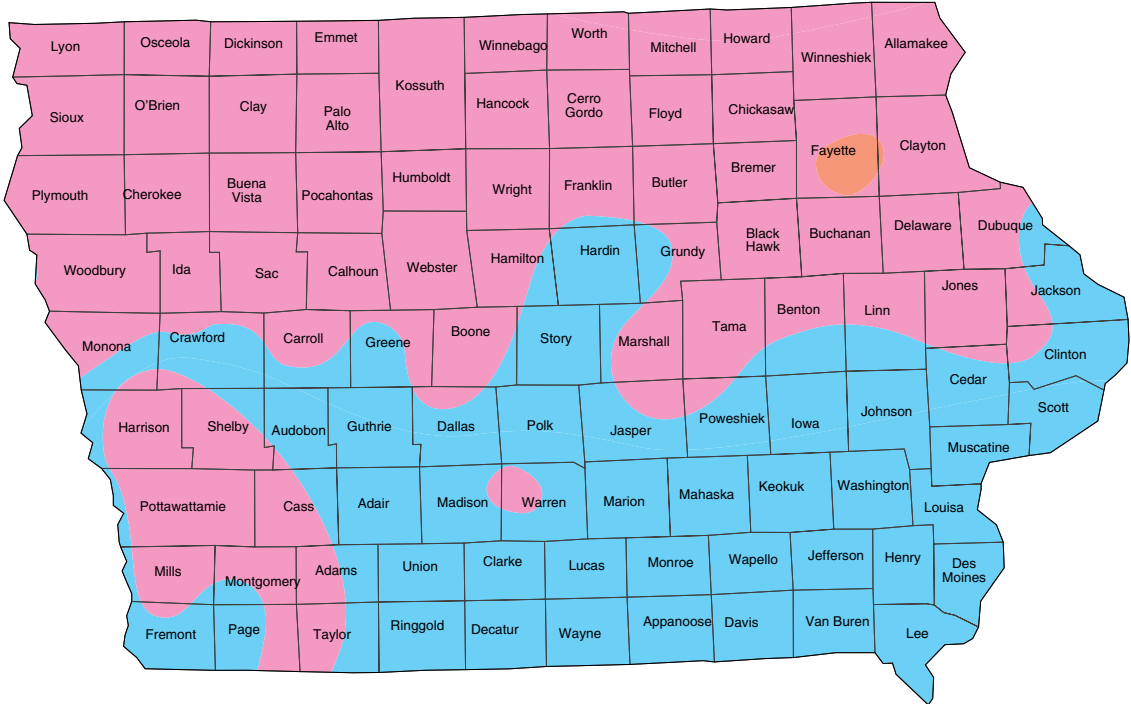 Lyon
Osceola
Dickinson
Emmet
Kossuth
Winnebago
Worth
Mitchell
Howard
Winneshiek
Allamakee
Sioux
O'Brien
Clay
Palo
Alto
Hancock
Cerro
Gordo
Floyd
Chickasaw
Fayette
Clayton
Plymouth
Cherokee
Buena
Vista
Pocahontas
Humboldt
Wright
Franklin
Butler
Bremer
Woodbury
Ida
Sac
Calhoun
Webster
Hamilton
Hardin
Grundy
Black
Hawk
Buchanan
Delaware
Dubuque
Monona
Crawford
Carroll
Greene
Boone
Story
Marshall
Tama
Benton
Linn
Jones
Jackson
Clinton
Cedar
Scott
Harrison
Shelby
Audobon
Guthrie
Dallas
Polk
Jasper
Poweshiek
Iowa
Johnson
Muscatine
Pottawattamie
Cass
Adair
Madison
Warren
Marion
Mahaska
Keokuk
Washington
Louisa
Mills
Montgomery
Adams
Union
Clarke
Lucas
Monroe
Wapello
Jefferson
Henry
Des
Moines
Fremont
Page
Taylor
Ringgold
Decatur
Wayne
Appanoose
Davis
Van Buren
Lee